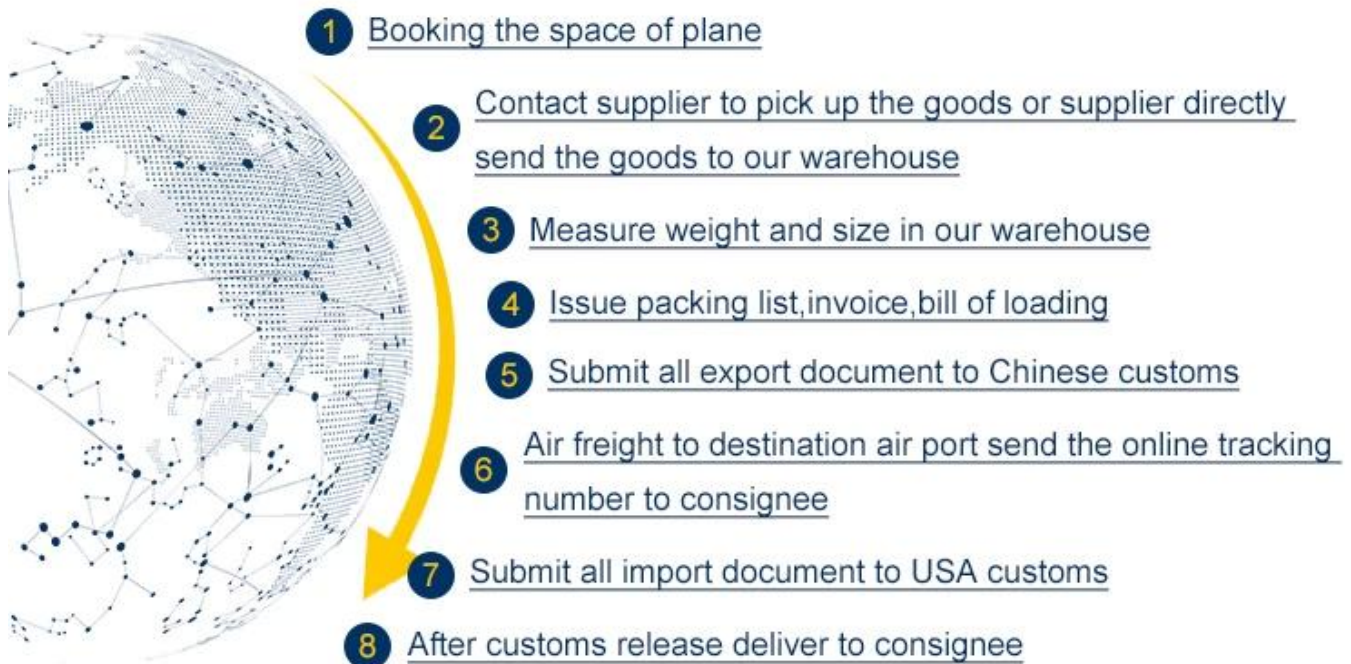 1 Booking the space of plane
2 Contact supplier to pick up the goods or supplier directly
send the goods to our warehouse
3 Measure weight and size in our warehouse
4 Issue packing list,invoice,bill of loading
5 Submit all export document to Chinese customs
6 Air freight to destination air port send the online tracking
number to consignee
7 Submit all import document to USA customs
8 After customs release deliver to consignee